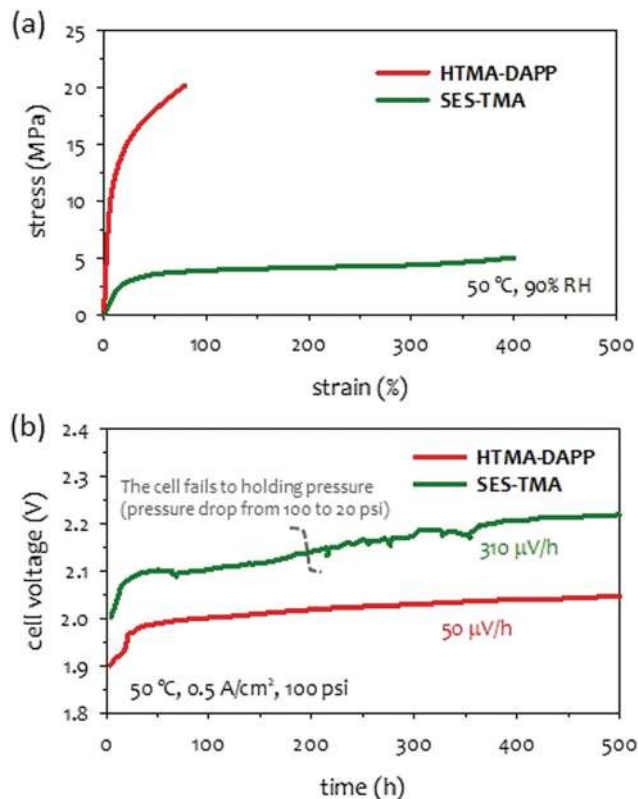 (a)
25
20
15
10
5
0
stress (MPa)
HTMA-DAPP
SES-TMA
50 °C, 90% RH
0 100 200 300 400 500
strain (%)
(b)
2.4
2.3
2.2
2.1
2.0
1.9
1.8
cell voltage (V)
HTMA-DAPP
SES-TMA
The cell fails to holding pressure
(pressure drop from 100 to 20 psi)
310 μV/h
50 μV/h
50 °C, 0.5 A/cm², 100 psi
0 100 200 300 400 500
time (h)